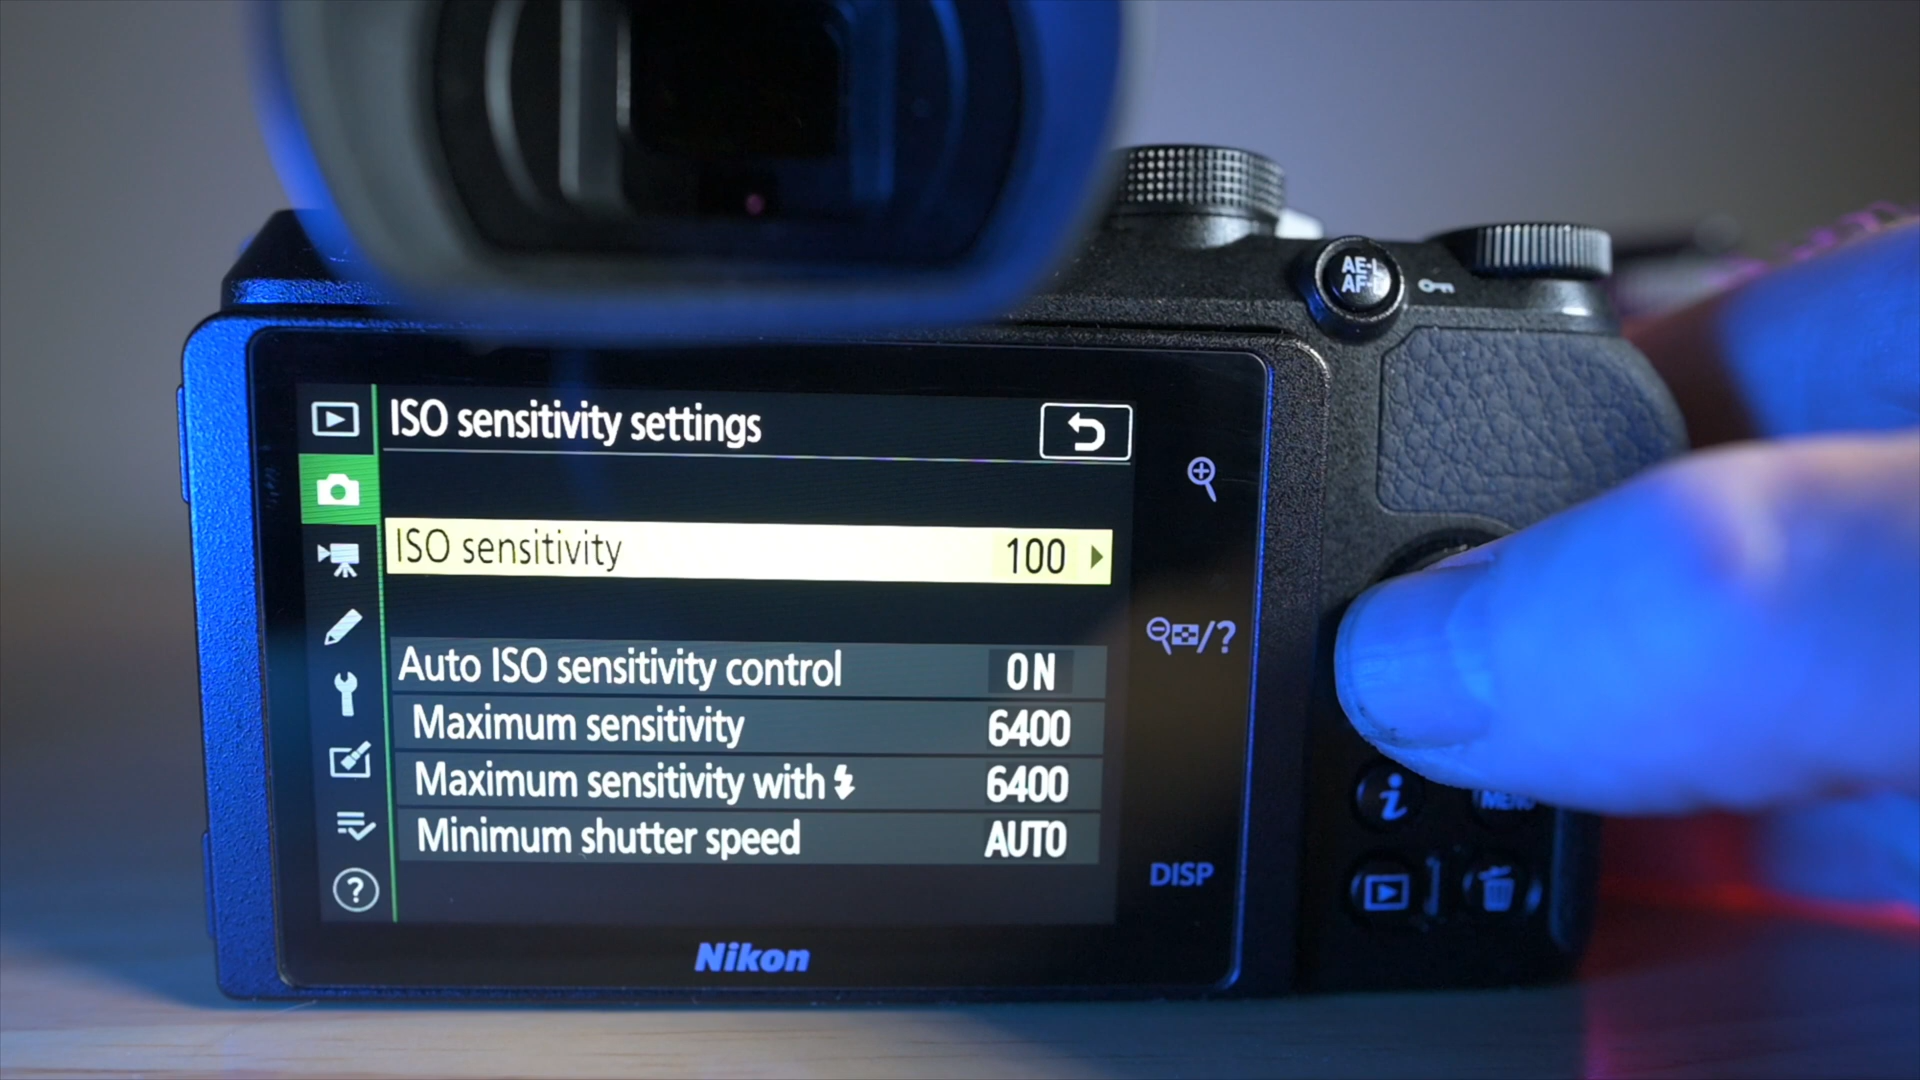 AE-L
AF-L
ISO sensitivity settings
ISO sensitivity 100
Auto ISO sensitivity control ON
Maximum sensitivity 6400
Maximum sensitivity with 6400
Minimum shutter speed AUTO
/?
?
i
MENU
DISP
Nikon